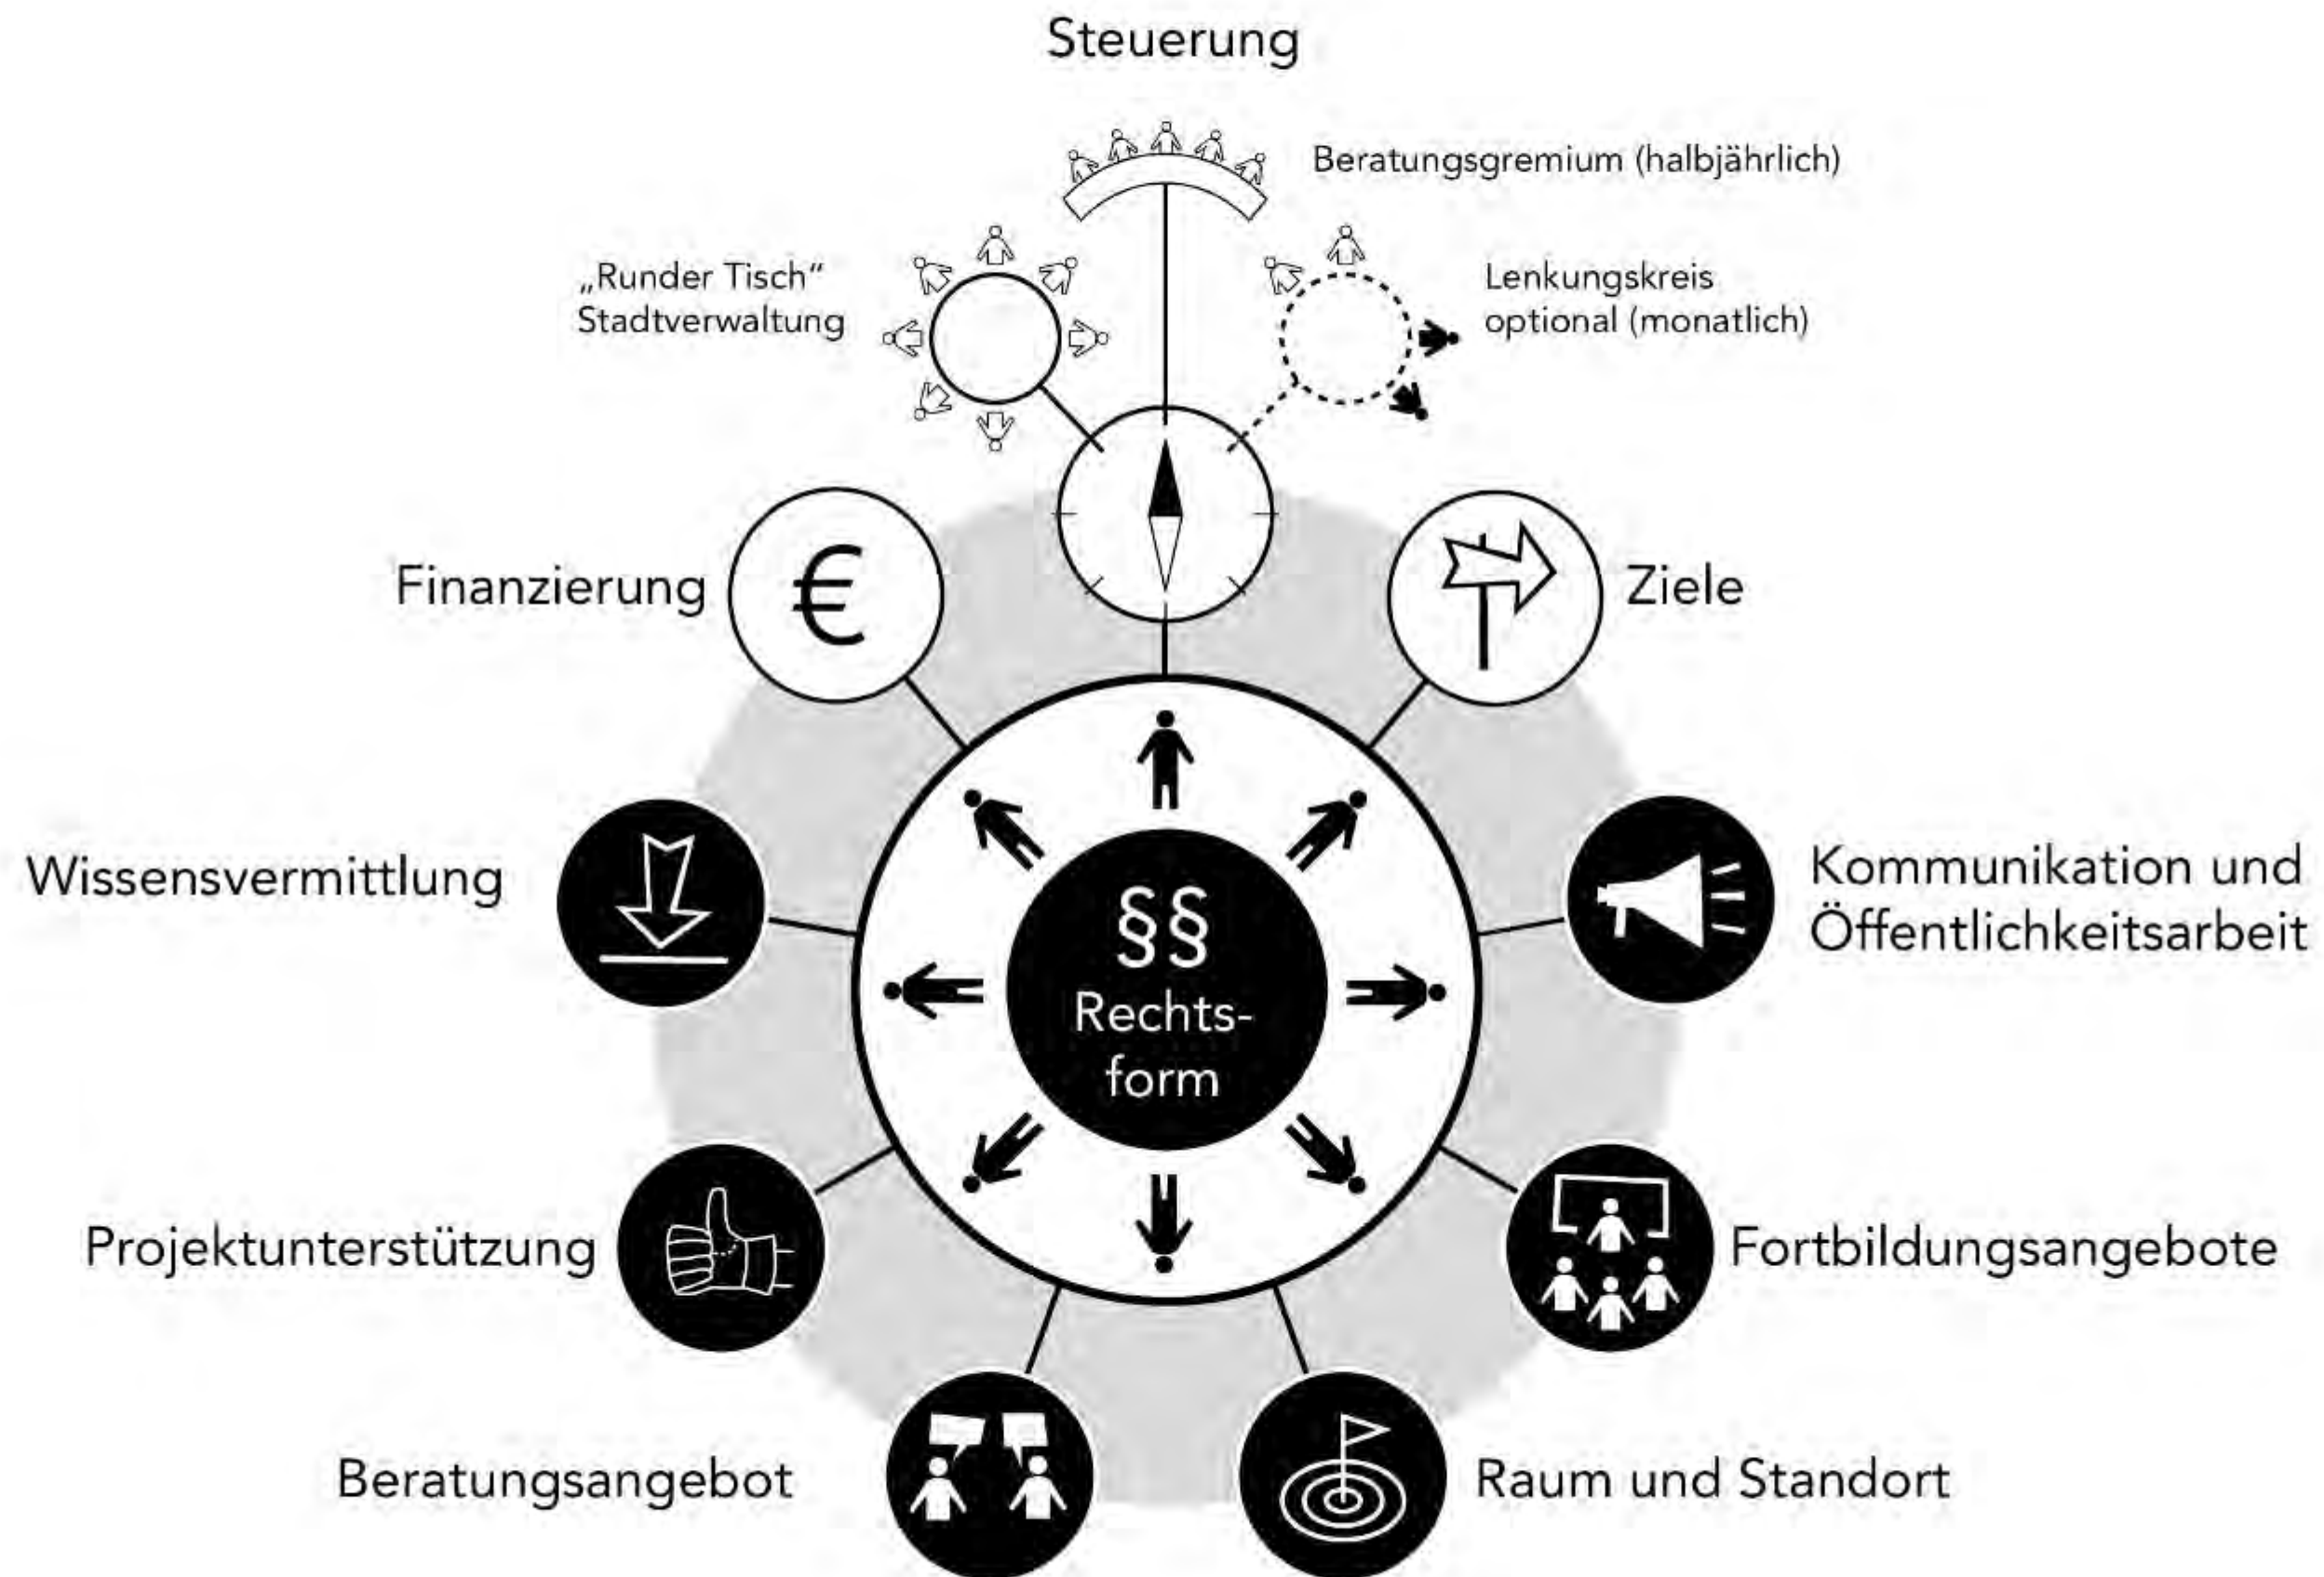 Steuerung
Beratungsgremium (halbjährlich)
„Runder Tisch“
Stadtverwaltung
Lenkungskreis
optional (monatlich)
Finanzierung
€
Ziele
Wissensvermittlung
Kommunikation und
Öffentlichkeitsarbeit
§§
Rechts-
form
Projektunterstützung
Fortbildungsangebote
Beratungsangebot
Raum und Standort